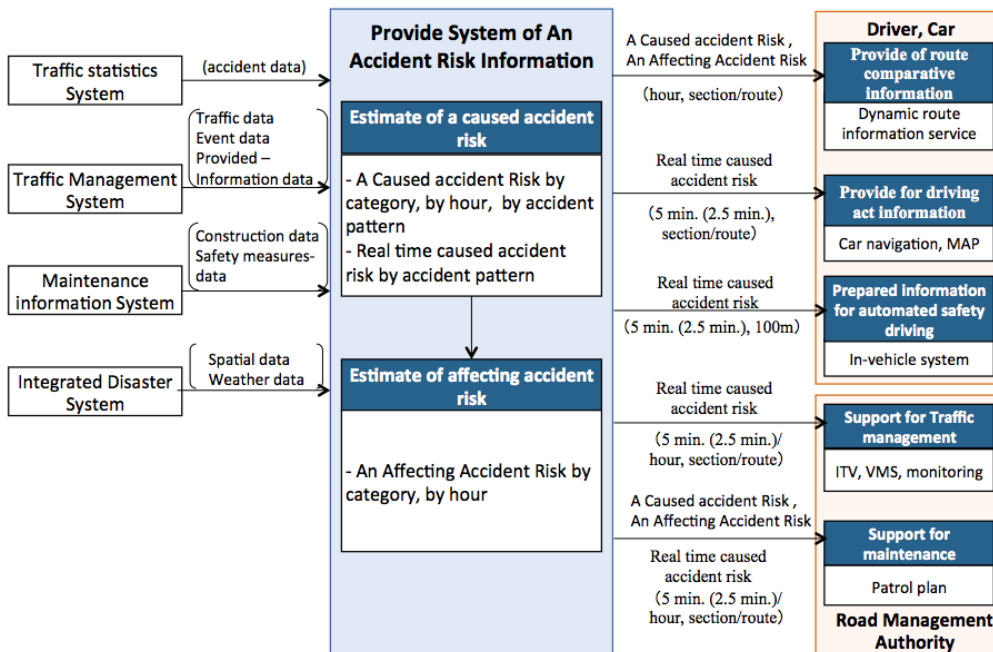 Traffic statistics
System
(accident data)
Traffic Management
System
Traffic data
Event data
Provided –
Information data
Maintenance
information System
Construction data
Safety measures-
data
Integrated Disaster
System
Spatial data
Weather data
Provide System of An
Accident Risk Information
Estimate of a caused accident
risk
- A Caused accident Risk by
category, by hour, by accident
pattern
- Real time caused accident
risk by accident pattern
Estimate of affecting accident
risk
- An Affecting Accident Risk by
category, by hour
A Caused accident Risk ,
An Affecting Accident Risk
(hour, section/route)
Real time caused
accident risk
(5 min. (2.5 min.),
section/route)
Real time caused
accident risk
(5 min. (2.5 min.), 100m)
Real time caused
accident risk
(5 min. (2.5 min.)/
hour, section/route)
A Caused accident Risk ,
An Affecting Accident Risk
Real time caused
accident risk
(5 min. (2.5 min.)/
hour, section/route)
Driver, Car
Provide of route
comparative
information
Dynamic route
information service
Provide for driving
act information
Car navigation, MAP
Prepared information
for automated safety
driving
In-vehicle system
Support for Traffic
management
ITV, VMS, monitoring
Support for
maintenance
Patrol plan
Road Management
Authority